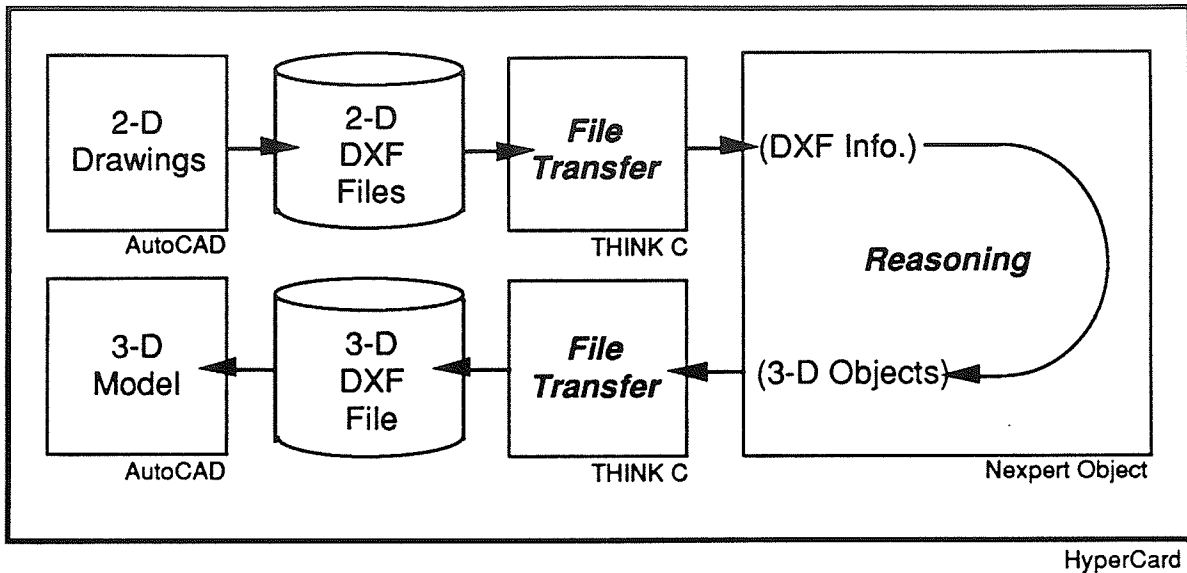 2-D
Drawings
AutoCAD
2-D
DXF
Files
File
Transfer
THINK C
(DXF Info.)
Reasoning
(3-D Objects)
Nexpert Object
File
Transfer
THINK C
3-D
DXF
File
3-D
Model
AutoCAD
HyperCard